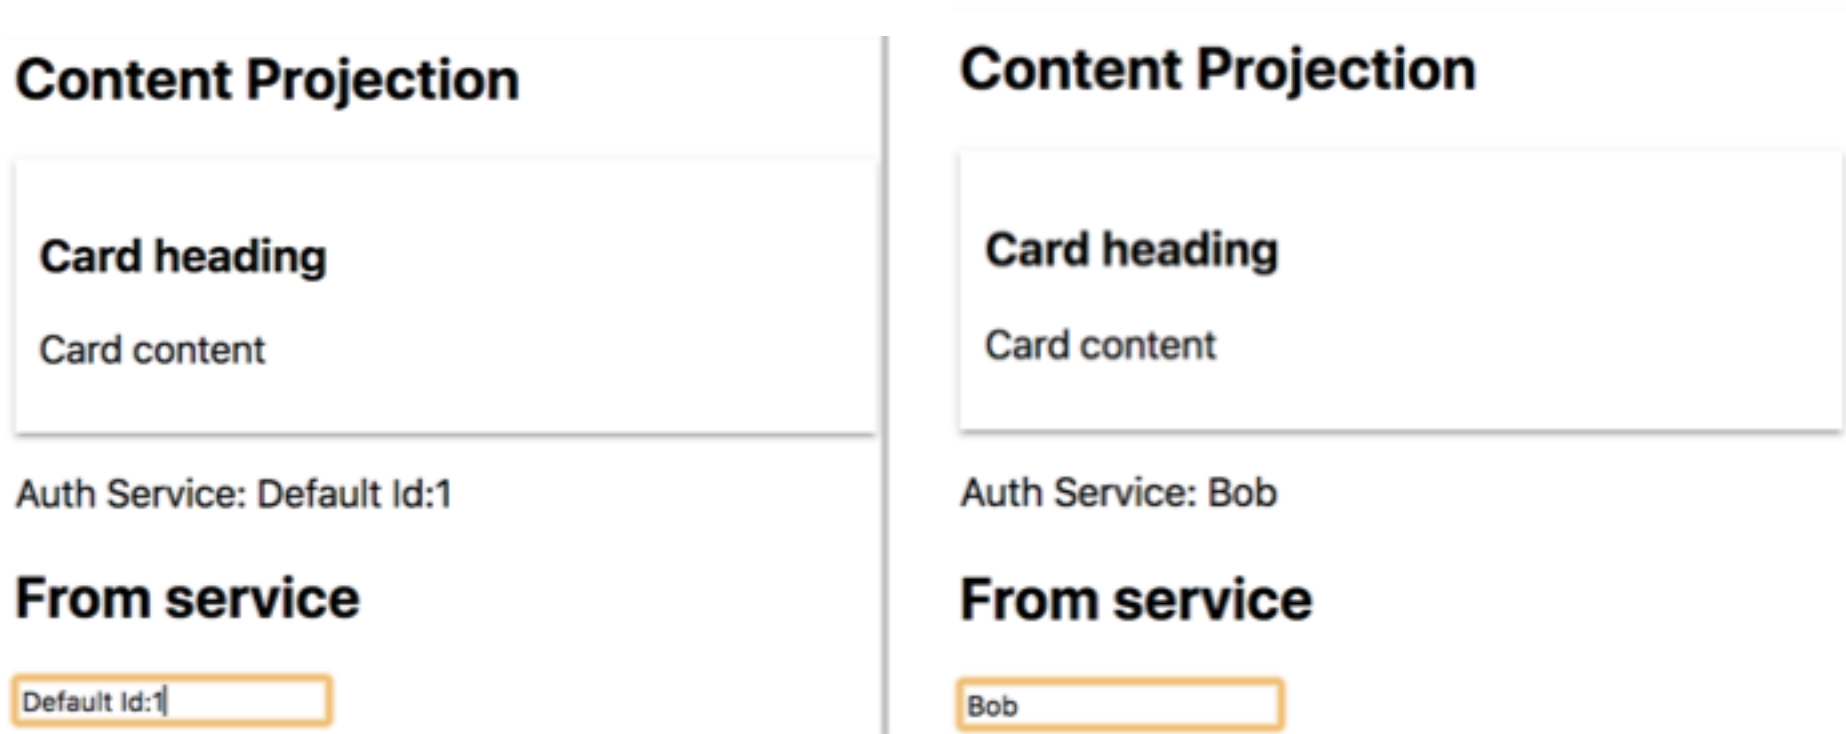 Content Projection
Card heading
Card content
Auth Service: Default Id:1
From service
Default Id:1
Content Projection
Card heading
Card content
Auth Service: Bob
From service
Bob